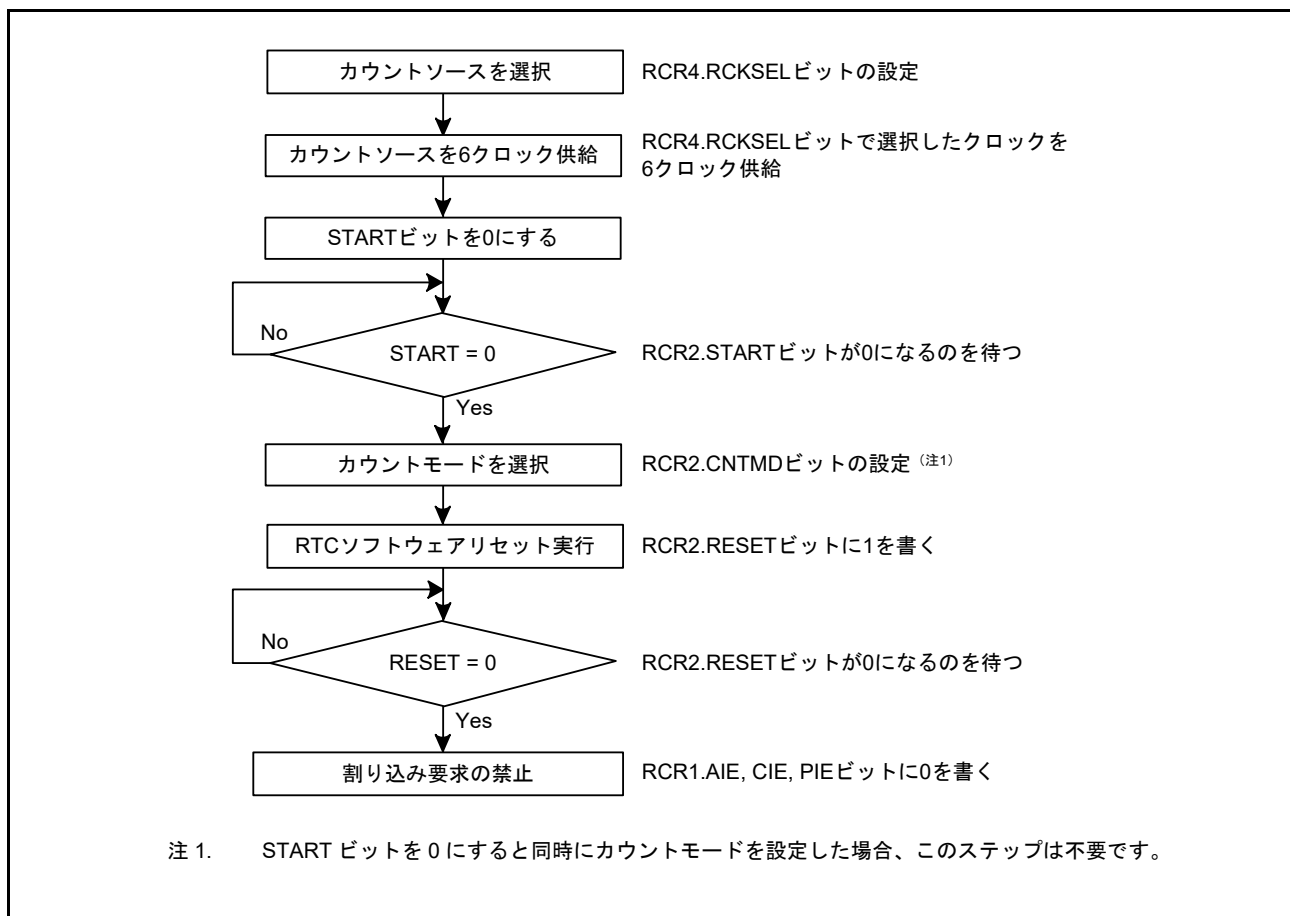 カウントソースを選択 RCR4.RCKSELビットの設定
カウントソースを6クロック供給 RCR4.RCKSELビットで選択したクロックを
6クロック供給
STARTビットを0にする
No
START = 0 RCR2.STARTビットが0になるのを待つ
Yes
カウントモードを選択 RCR2.CNTMDビットの設定（注1）
RTCソフトウェアリセット実行 RCR2.RESETビットに1を書く
No
RESET = 0 RCR2.RESETビットが0になるのを待つ
Yes
割り込み要求の禁止 RCR1.AIE, CIE, PIEビットに0を書く
注 1. START ビットを 0 にすると同時にカウントモードを設定した場合、このステップは不要です。